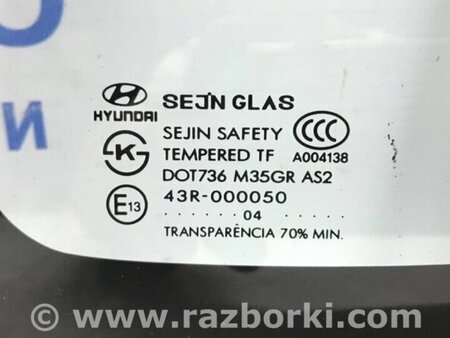 HYUNDAI
SEJIN GLAS
SEJIN SAFETY
CCC
K
TEMPERED TF
A004138
DOT736 M35GR AS2
E13
43R-000050
...... 04 ......
TRANSPARÊNCIA 70% MIN.
© www.razborki.com